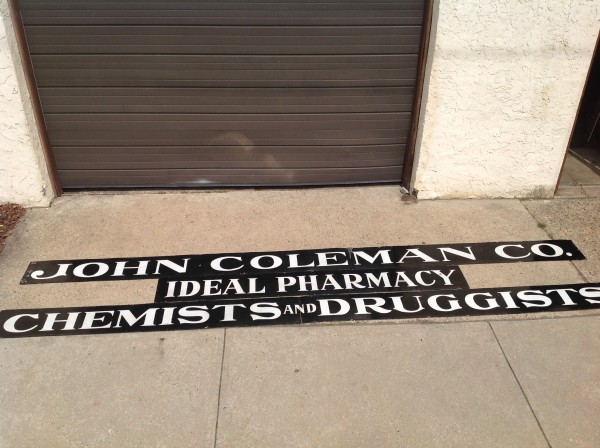 JOHN COLEMAN CO.
IDEAL PHARMACY
CHEMISTS AND DRUGGISTS